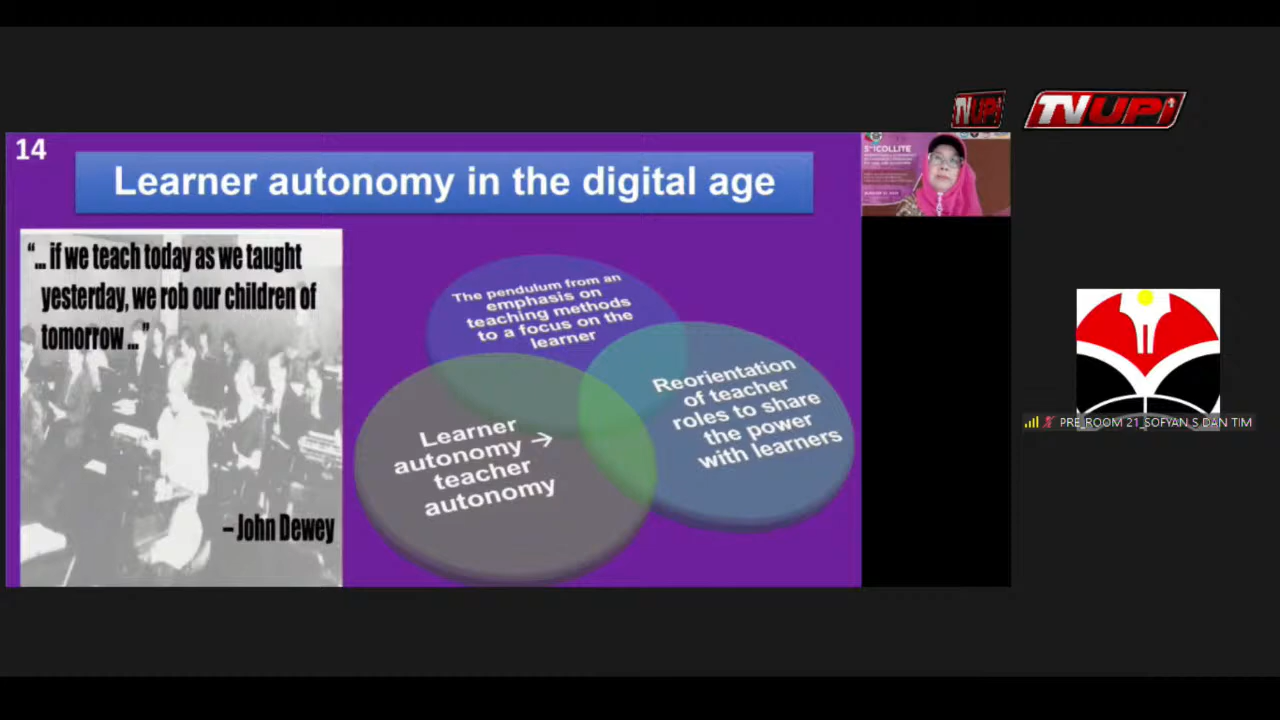 TVUPI
TVUPI
14
Learner autonomy in the digital age
“... if we teach today as we taught
yesterday, we rob our children of
tomorrow ...”
– John Dewey
The pendulum from an
emphasis on
teaching methods
to a focus on the
learner
Reorientation
of teacher
roles to share
the power
with learners
Learner
autonomy →
teacher
autonomy
ICOLLITE
PRE_ROOM 21_SOFYAN S DAN TIM